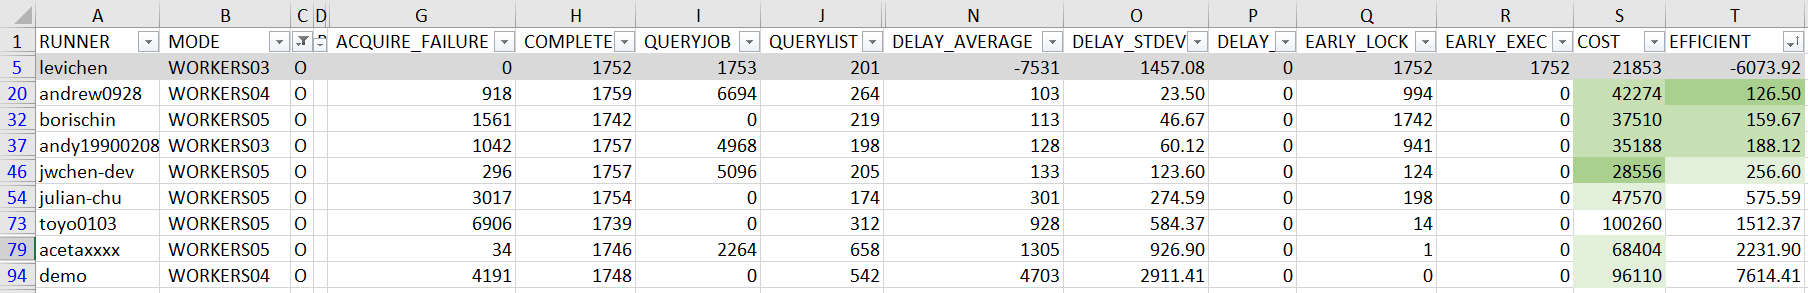 A B C D G H I J N O P Q R S T
1 RUNNER MODE ACQUIRE_FAILURE COMPLETE QUERYJOB QUERYLIST DELAY_AVERAGE DELAY_STDEV DELAY_ EARLY_LOCK EARLY_EXEC COST EFFICIENT
5 levichen WORKERS03 O 0 1752 1753 201 -7531 1457.08 0 1752 1752 21853 -6073.92
20 andrew0928 WORKERS04 O 918 1759 6694 264 103 23.50 0 994 0 42274 126.50
32 borischin WORKERS05 O 1561 1742 0 219 113 46.67 0 1742 0 37510 159.67
37 andy19900208 WORKERS03 O 1042 1757 4968 198 128 60.12 0 941 0 35188 188.12
46 jwchen-dev WORKERS05 O 296 1757 5096 205 133 123.60 0 124 0 28556 256.60
54 julian-chu WORKERS05 O 3017 1754 0 174 301 274.59 0 198 0 47570 575.59
73 toyo0103 WORKERS05 O 6906 1739 0 312 928 584.37 0 14 0 100260 1512.37
79 acetaxxxx WORKERS05 O 34 1746 2264 658 1305 926.90 0 1 0 68404 2231.90
94 demo WORKERS04 O 4191 1748 0 542 4703 2911.41 0 0 0 96110 7614.41